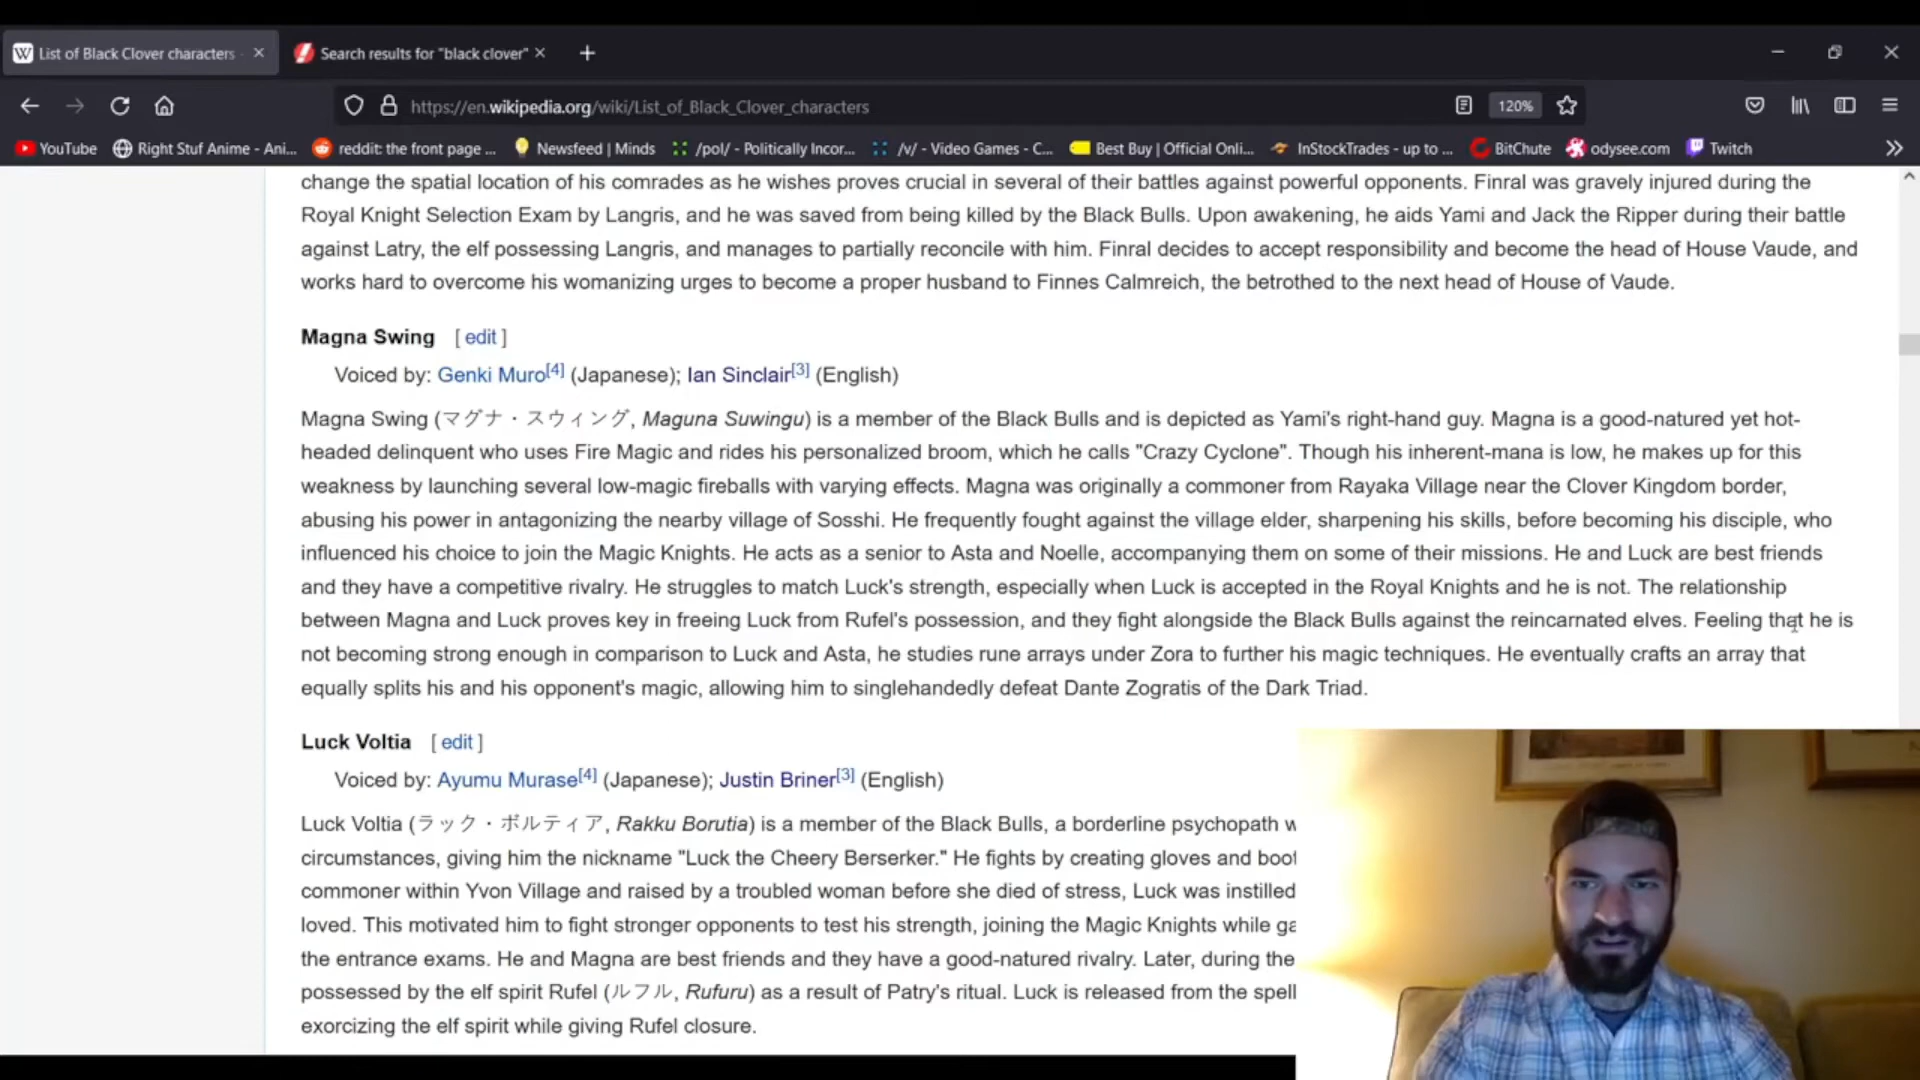 List of Black Clover characters
Search results for "black clover"
https://en.wikipedia.org/wiki/List_of_Black_Clover_characters
120%
YouTube
Right Stuf Anime - Ani...
reddit: the front page ...
Newsfeed | Minds
/pol/ - Politically Incor...
/v/ - Video Games - C...
Best Buy | Official Onli...
InStockTrades - up to ...
BitChute
odysee.com
Twitch
change the spatial location of his comrades as he wishes proves crucial in several of their battles against powerful opponents. Finral was gravely injured during the
Royal Knight Selection Exam by Langris, and he was saved from being killed by the Black Bulls. Upon awakening, he aids Yami and Jack the Ripper during their battle
against Latry, the elf possessing Langris, and manages to partially reconcile with him. Finral decides to accept responsibility and become the head of House Vaude, and
works hard to overcome his womanizing urges to become a proper husband to Finnes Calmreich, the betrothed to the next head of House of Vaude.
Magna Swing [ edit ]
Voiced by: Genki Muro[4] (Japanese); Ian Sinclair[3] (English)
Magna Swing (マグナ・スウィング, Maguna Suwingu) is a member of the Black Bulls and is depicted as Yami's right-hand guy. Magna is a good-natured yet hot-
headed delinquent who uses Fire Magic and rides his personalized broom, which he calls "Crazy Cyclone". Though his inherent-mana is low, he makes up for this
weakness by launching several low-magic fireballs with varying effects. Magna was originally a commoner from Rayaka Village near the Clover Kingdom border,
abusing his power in antagonizing the nearby village of Sosshi. He frequently fought against the village elder, sharpening his skills, before becoming his disciple, who
influenced his choice to join the Magic Knights. He acts as a senior to Asta and Noelle, accompanying them on some of their missions. He and Luck are best friends
and they have a competitive rivalry. He struggles to match Luck's strength, especially when Luck is accepted in the Royal Knights and he is not. The relationship
between Magna and Luck proves key in freeing Luck from Rufel's possession, and they fight alongside the Black Bulls against the reincarnated elves. Feeling that he is
not becoming strong enough in comparison to Luck and Asta, he studies rune arrays under Zora to further his magic techniques. He eventually crafts an array that
equally splits his and his opponent's magic, allowing him to singlehandedly defeat Dante Zogratis of the Dark Triad.
Luck Voltia [ edit ]
Voiced by: Ayumu Murase[4] (Japanese); Justin Briner[3] (English)
Luck Voltia (ラック・ボルティア, Rakku Borutia) is a member of the Black Bulls, a borderline psychopath w
circumstances, giving him the nickname "Luck the Cheery Berserker." He fights by creating gloves and boot
commoner within Yvon Village and raised by a troubled woman before she died of stress, Luck was instilled
loved. This motivated him to fight stronger opponents to test his strength, joining the Magic Knights while ga
the entrance exams. He and Magna are best friends and they have a good-natured rivalry. Later, during the
possessed by the elf spirit Rufel (ルフル, Rufuru) as a result of Patry's ritual. Luck is released from the spell
exorcizing the elf spirit while giving Rufel closure.